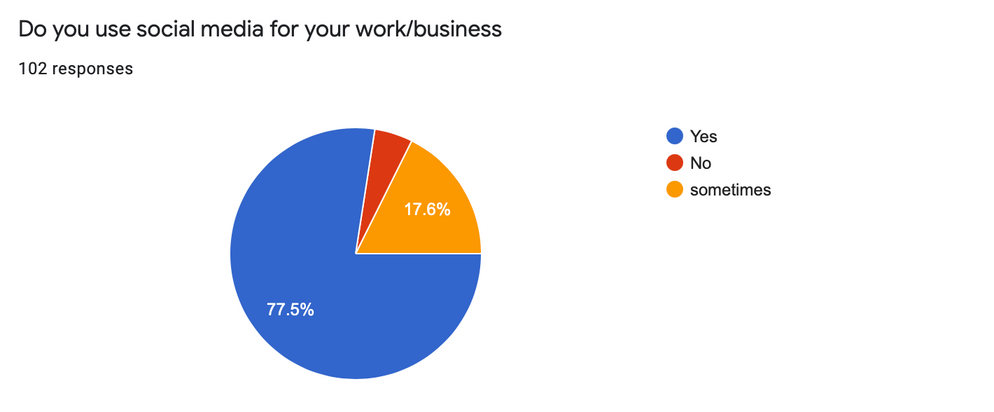 Do you use social media for your work/business
102 responses
Yes
No
sometimes
17.6%
77.5%